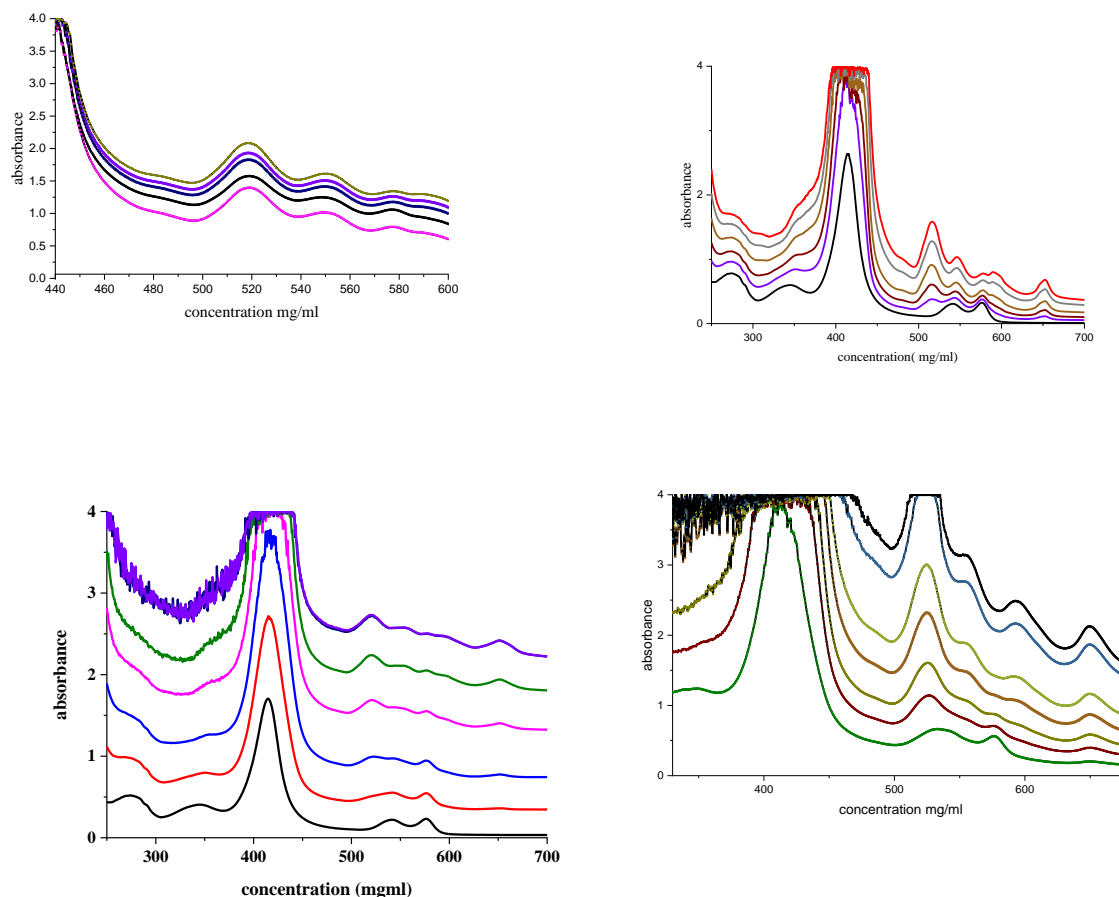 4.0
3.5
3.0
2.5
2.0
1.5
1.0
0.5
0.0
absorbance
440 460 480 500 520 540 560 580 600
concentration mg/ml
4
2
0
absorbance
300 400 500 600 700
concentration( mg/ml)
4
3
2
1
0
absorbance
300 400 500 600 700
concentration (mgml)
4
3
2
1
0
absorbance
400 500 600
concentration mg/ml